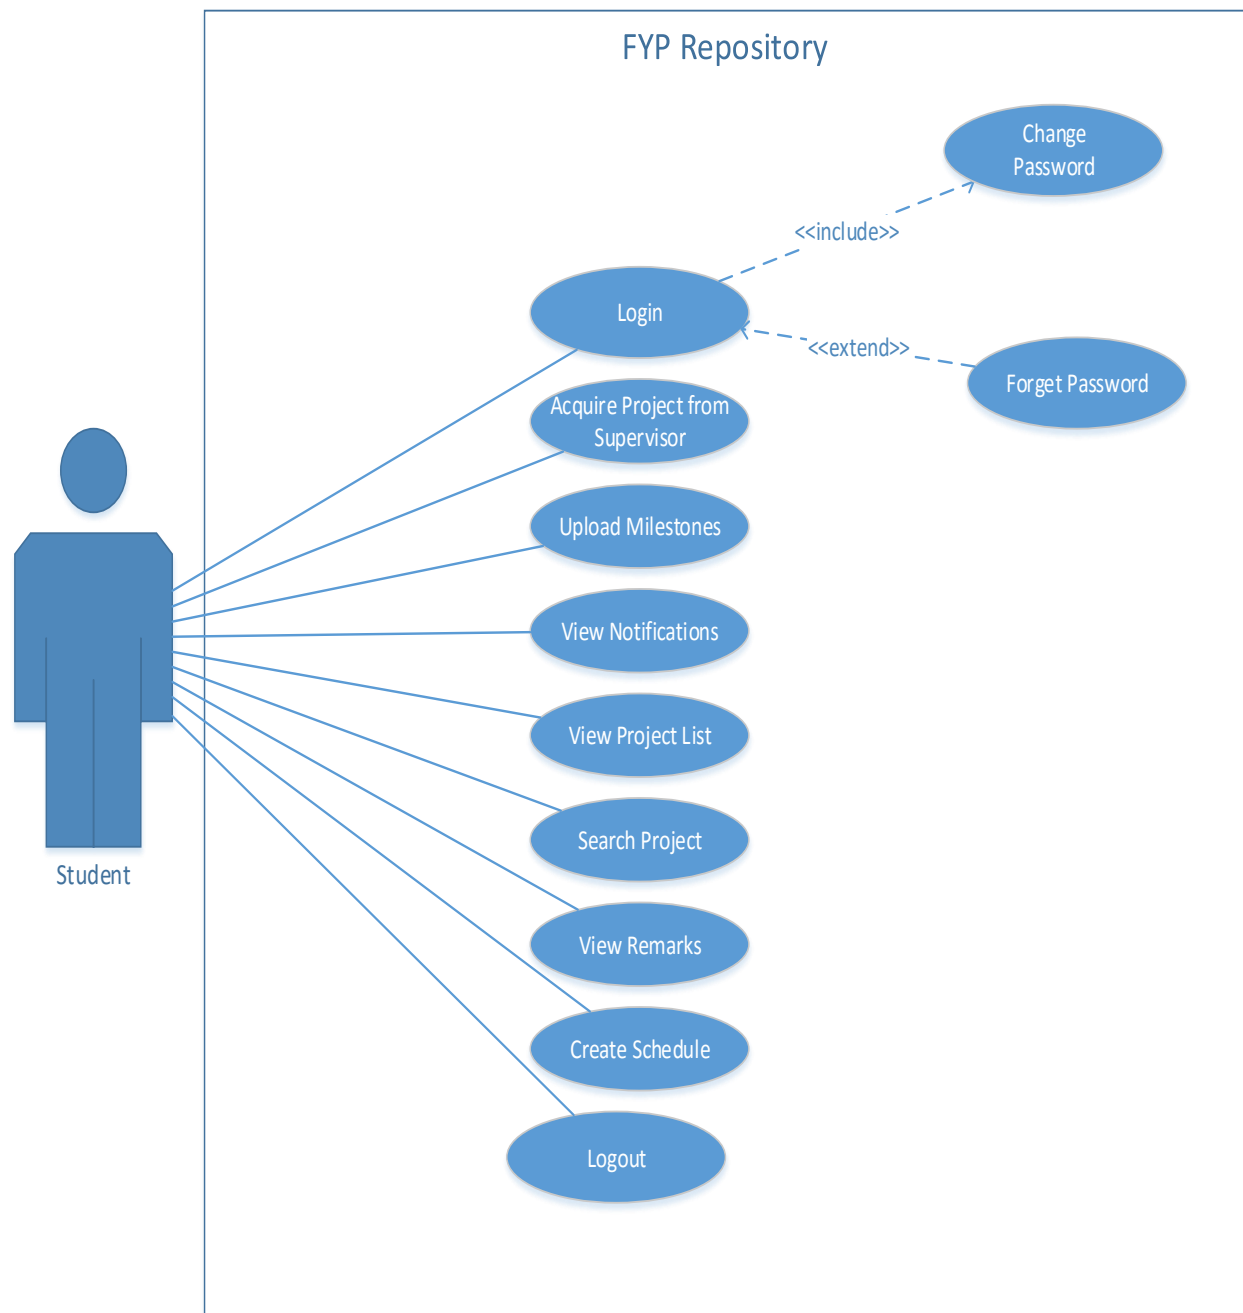 FYP Repository
Change
Password
<<include>>
Login
<<extend>>
Forget Password
Acquire Project from
Supervisor
Upload Milestones
View Notifications
View Project List
Search Project
Student
View Remarks
Create Schedule
Logout